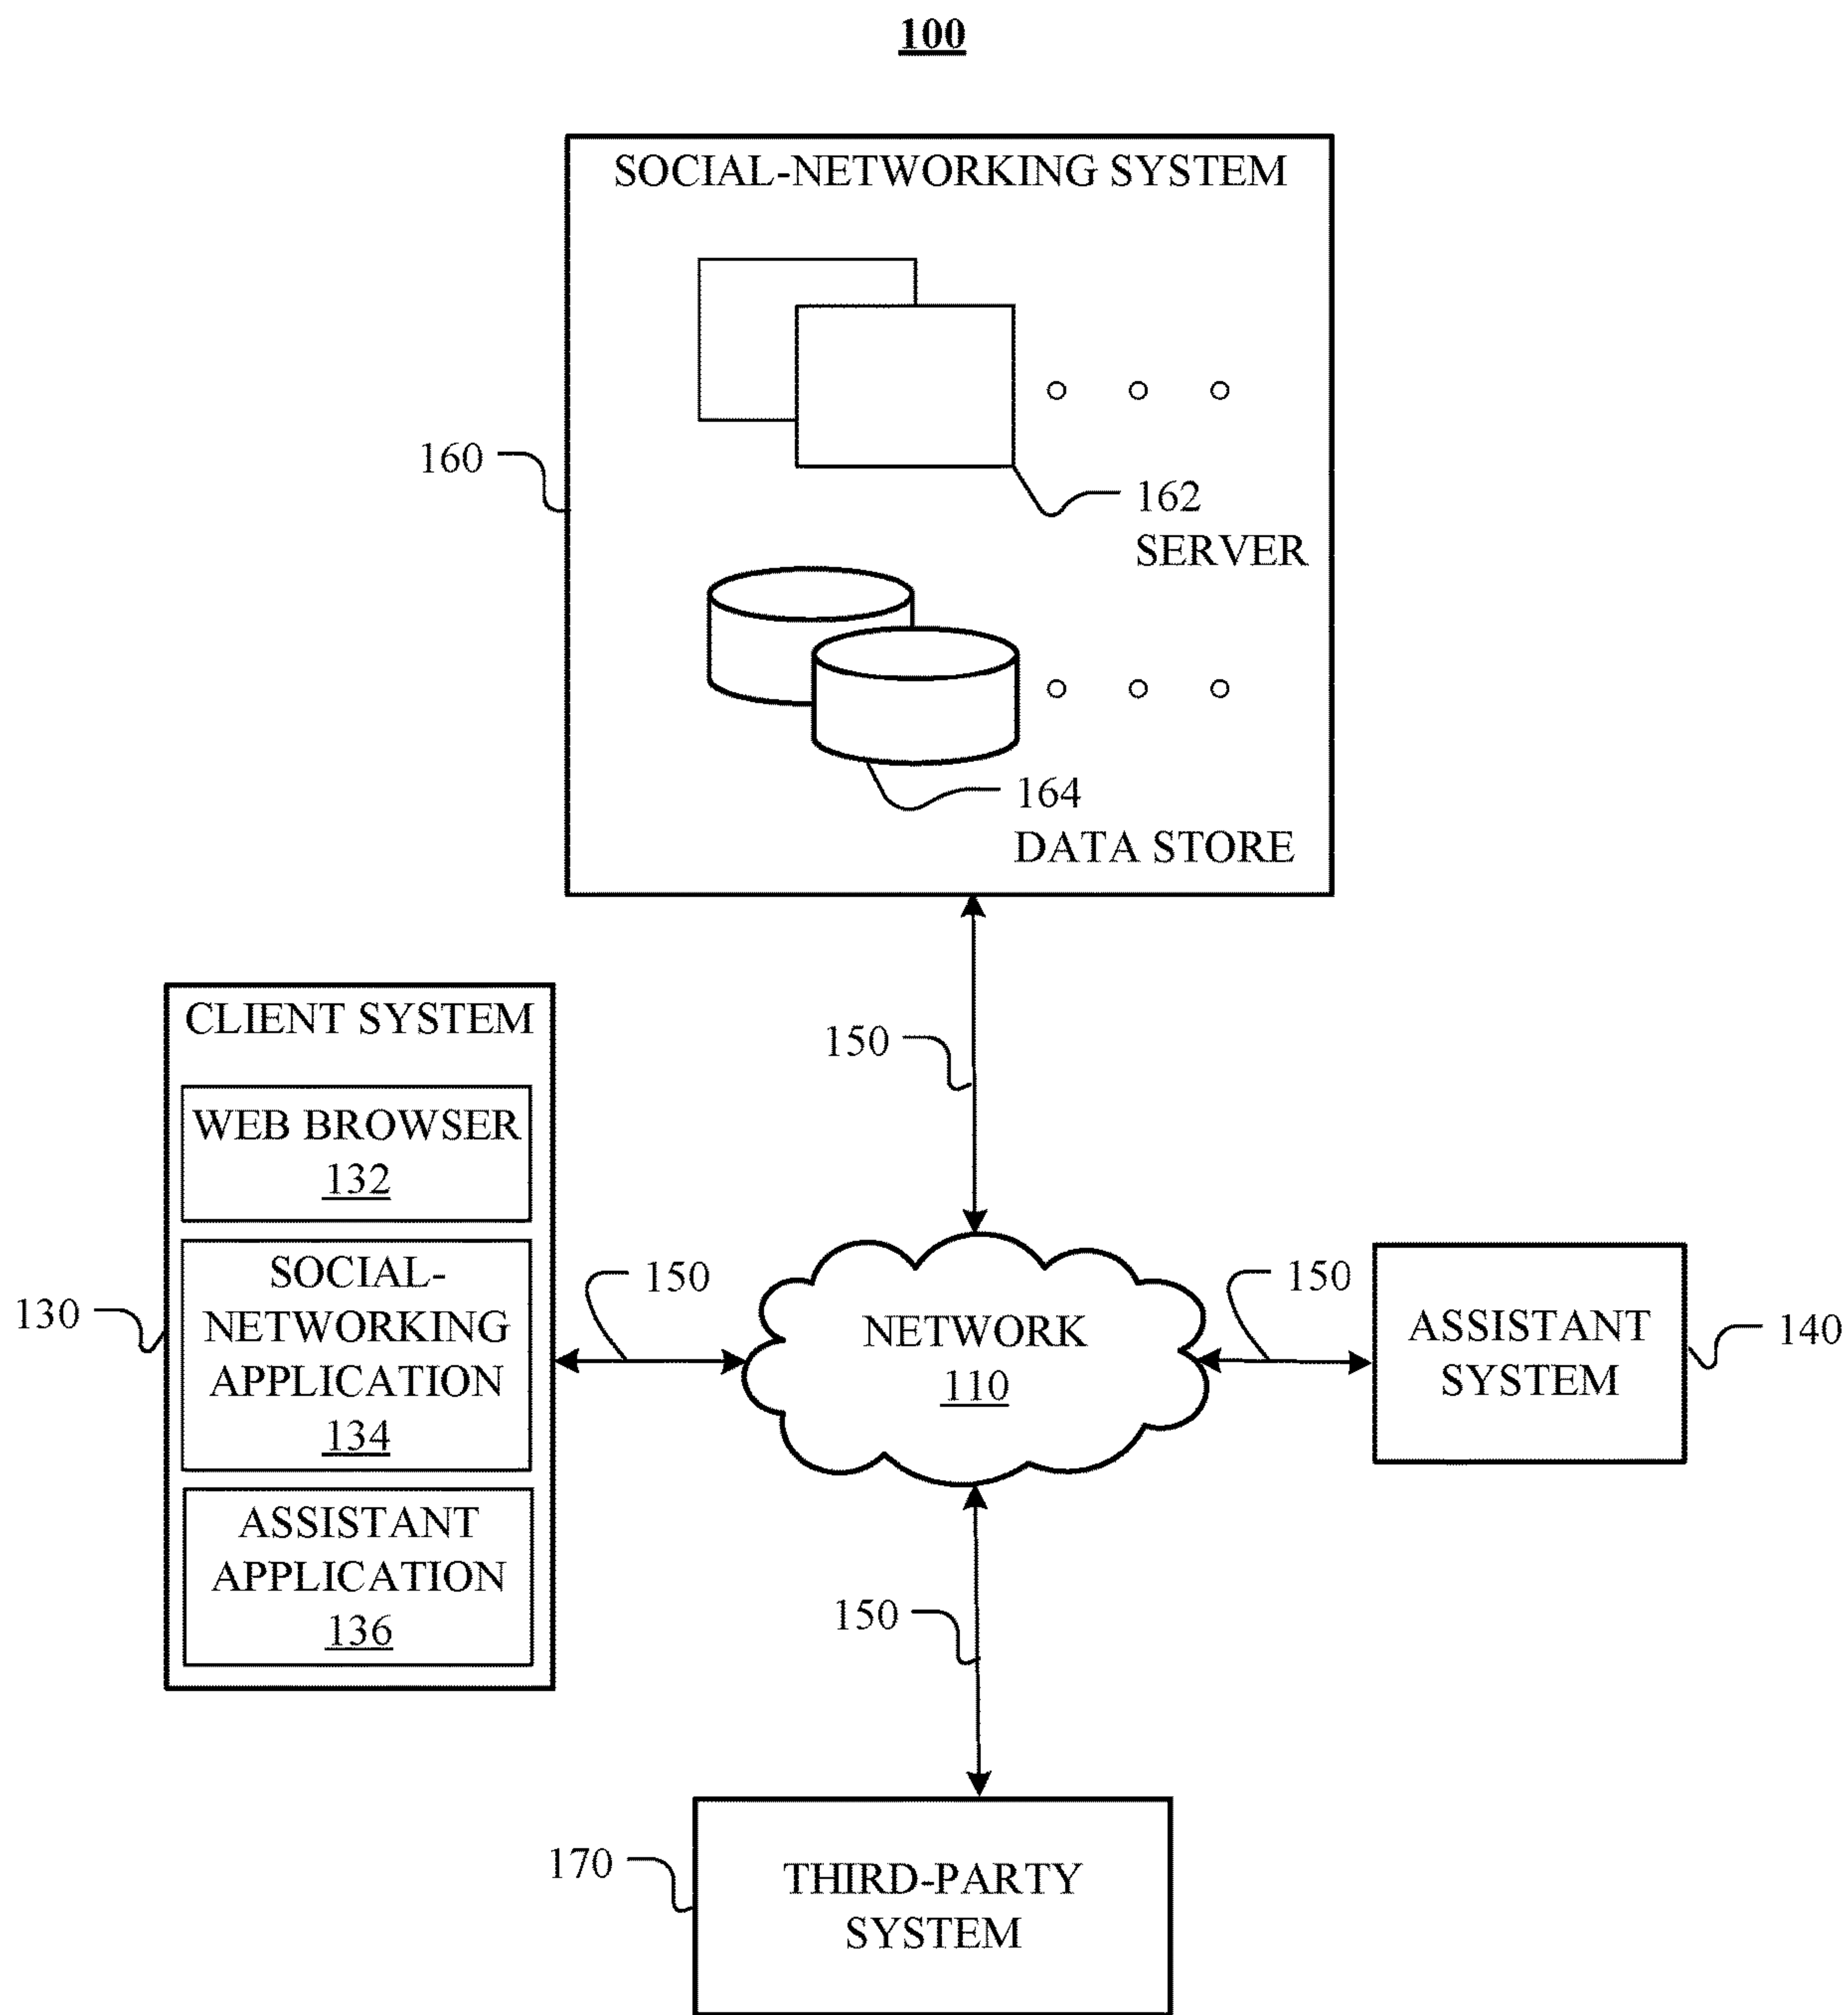 100
SOCIAL-NETWORKING SYSTEM
160
162
SERVER
164
DATA STORE
CLIENT SYSTEM
WEB BROWSER
132
SOCIAL-
NETWORKING
APPLICATION
134
ASSISTANT
APPLICATION
136
130
150
150
NETWORK
110
150
ASSISTANT
SYSTEM
140
150
170
THIRD-PARTY
SYSTEM